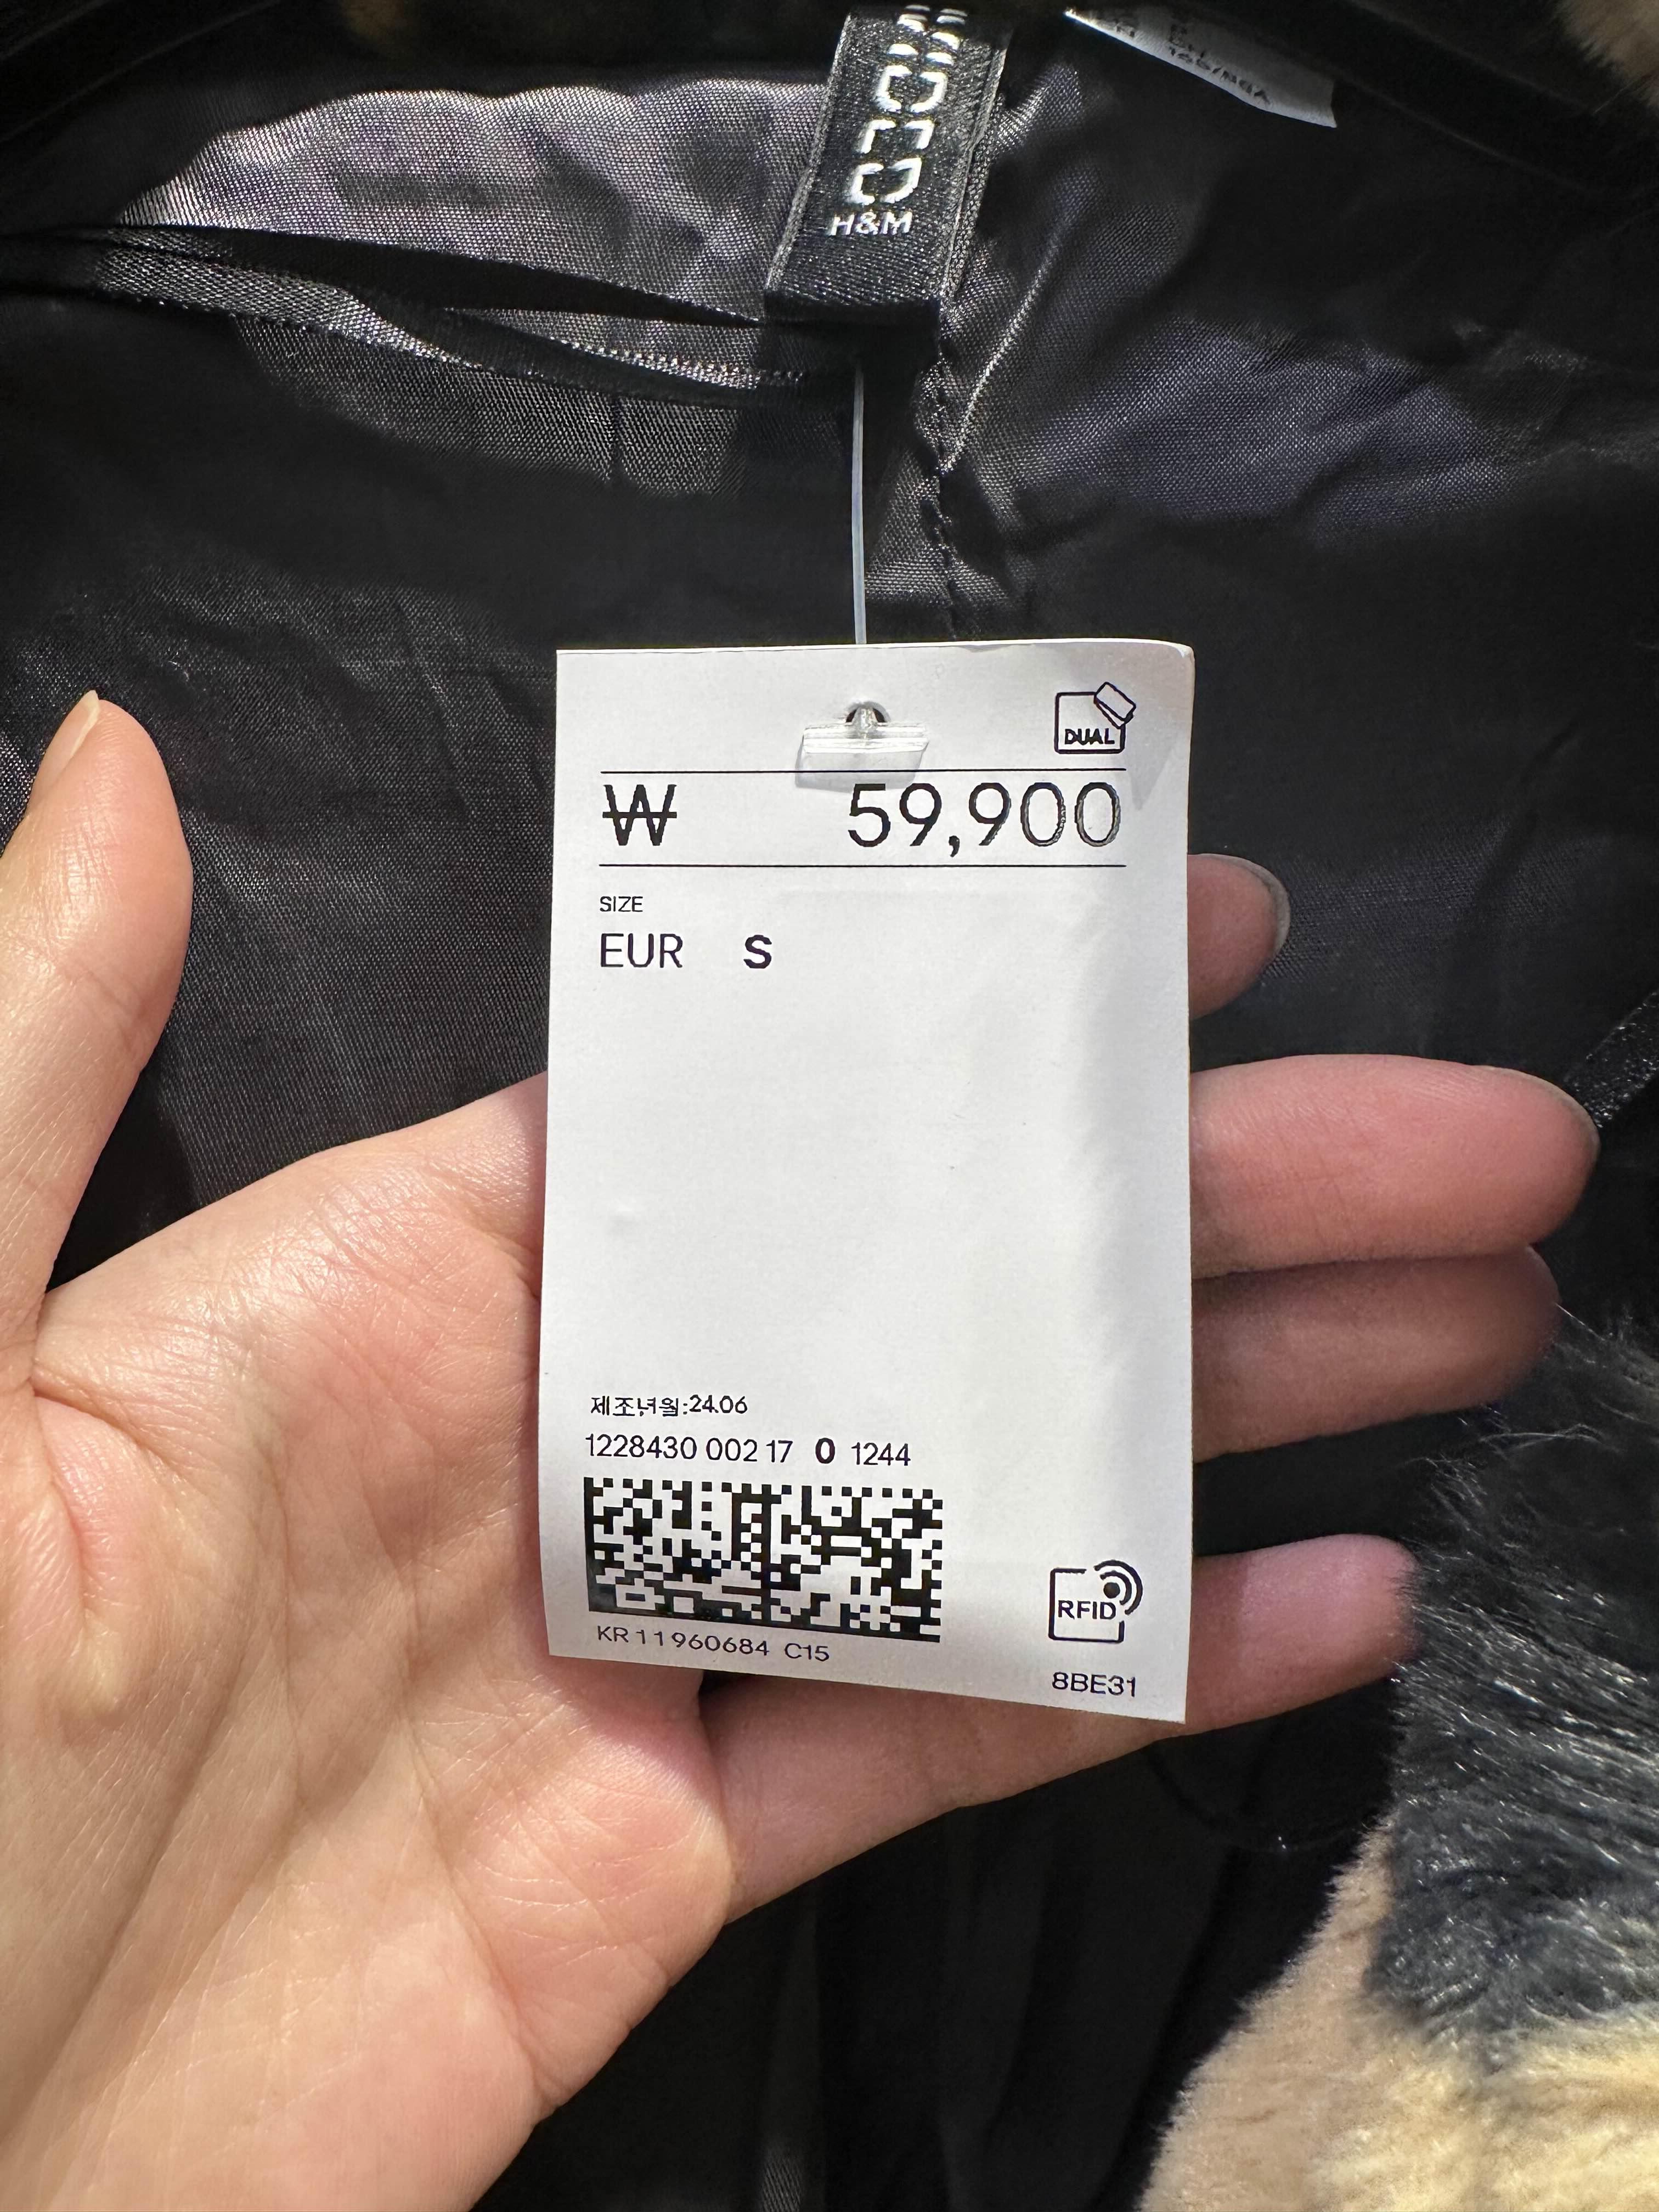 H&M
DUAL
₩ 59,900
SIZE
EUR S
제조년월:24.06
1228430 002 17 0 1244
RFID
KR 11960684 C15
8BE31